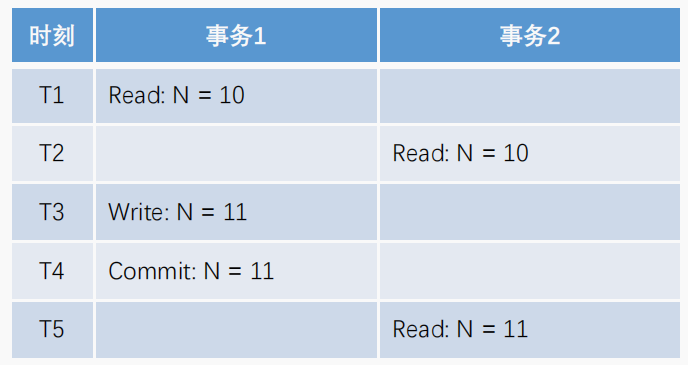 时刻 事务1 事务2
T1 Read: N = 10
T2 Read: N = 10
T3 Write: N = 11
T4 Commit: N = 11
T5 Read: N = 11